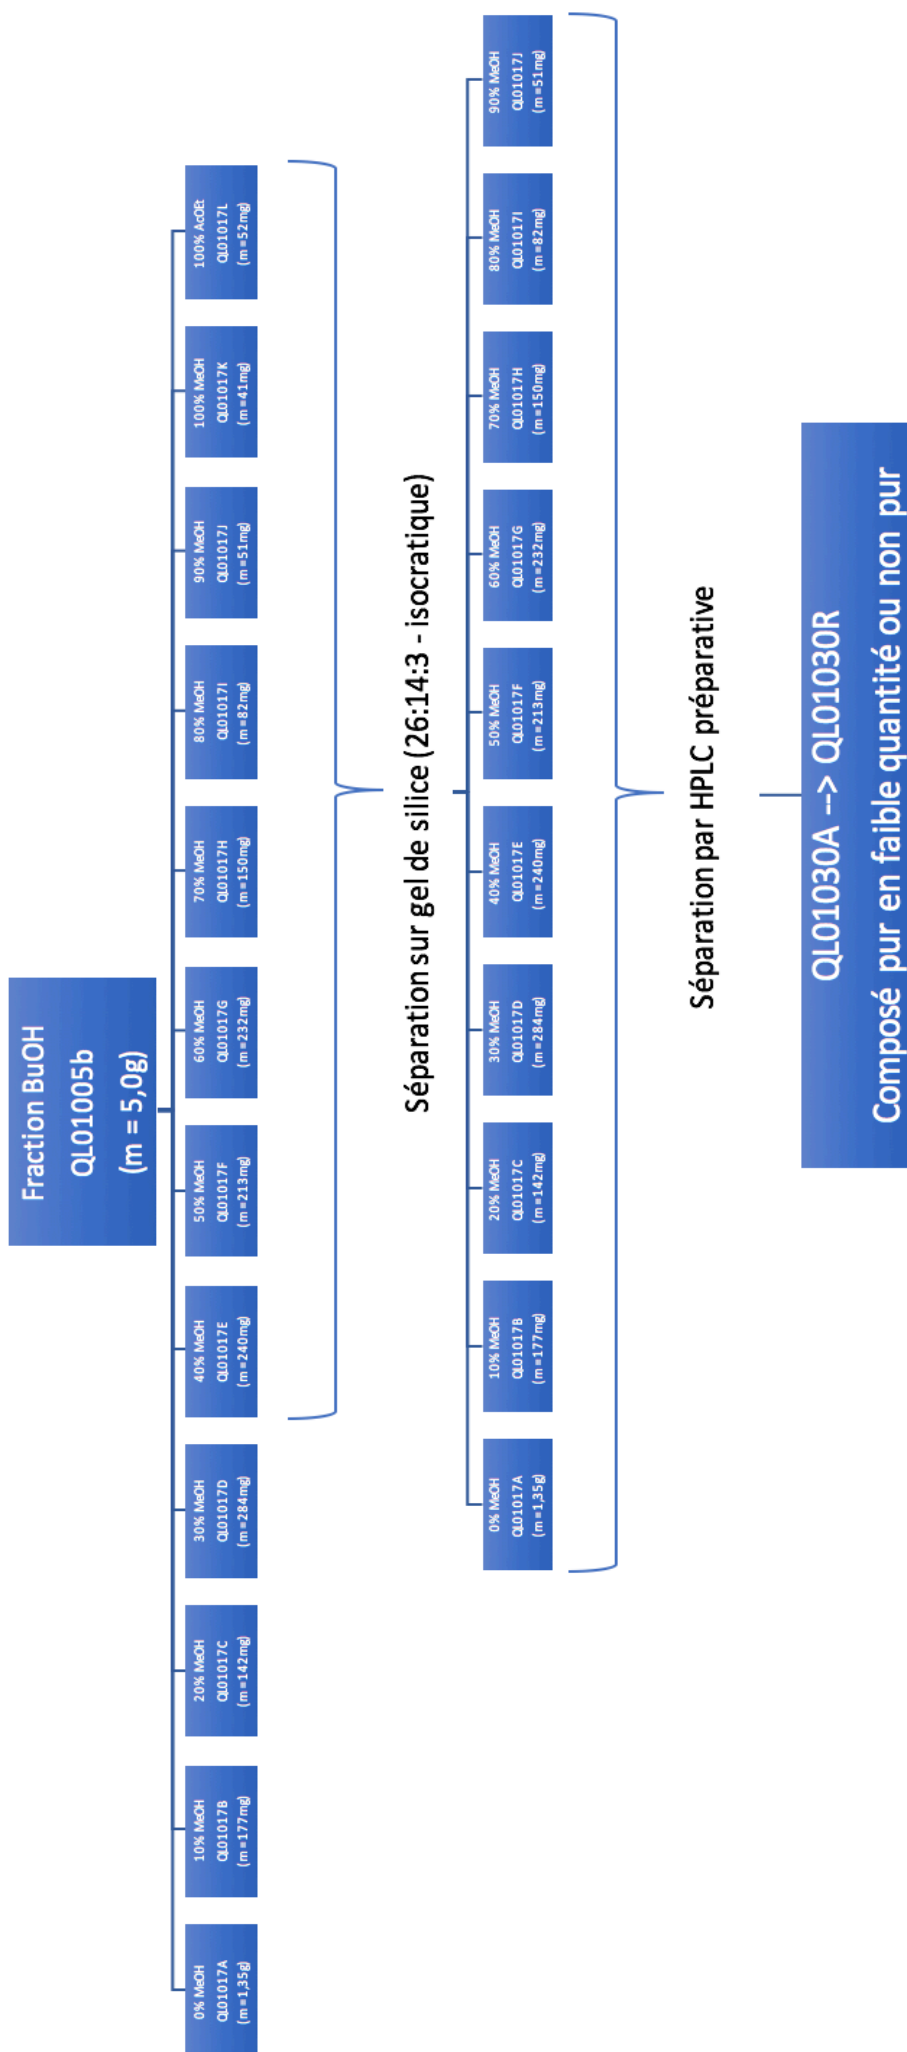 Fraction BuOH
QL01005b
(m = 5,0g)
0% MeOH
QL01017A
(m=1,35g)
10% MeOH
QL01017B
(m=177mg)
20% MeOH
QL01017C
(m=142mg)
30% MeOH
QL01017D
(m=284mg)
40% MeOH
QL01017E
(m=240mg)
50% MeOH
QL01017F
(m=213mg)
60% MeOH
QL01017G
(m=232mg)
70% MeOH
QL01017H
(m=150mg)
80% MeOH
QL01017I
(m=82mg)
90% MeOH
QL01017J
(m=51mg)
100% MeOH
QL01017K
(m=41mg)
100% AcOEt
QL01017L
(m=52mg)
Séparation sur gel de silice (26:14:3 - isocratique)
0% MeOH
QL01017A
(m=1,35g)
10% MeOH
QL01017B
(m=177mg)
20% MeOH
QL01017C
(m=142mg)
30% MeOH
QL01017D
(m=284mg)
40% MeOH
QL01017E
(m=240mg)
50% MeOH
QL01017F
(m=213mg)
60% MeOH
QL01017G
(m=232mg)
70% MeOH
QL01017H
(m=150mg)
80% MeOH
QL01017I
(m=82mg)
90% MeOH
QL01017J
(m=51mg)
Séparation par HPLC préparative
QL01030A --> QL01030R
Composé pur en faible quantité ou non pur